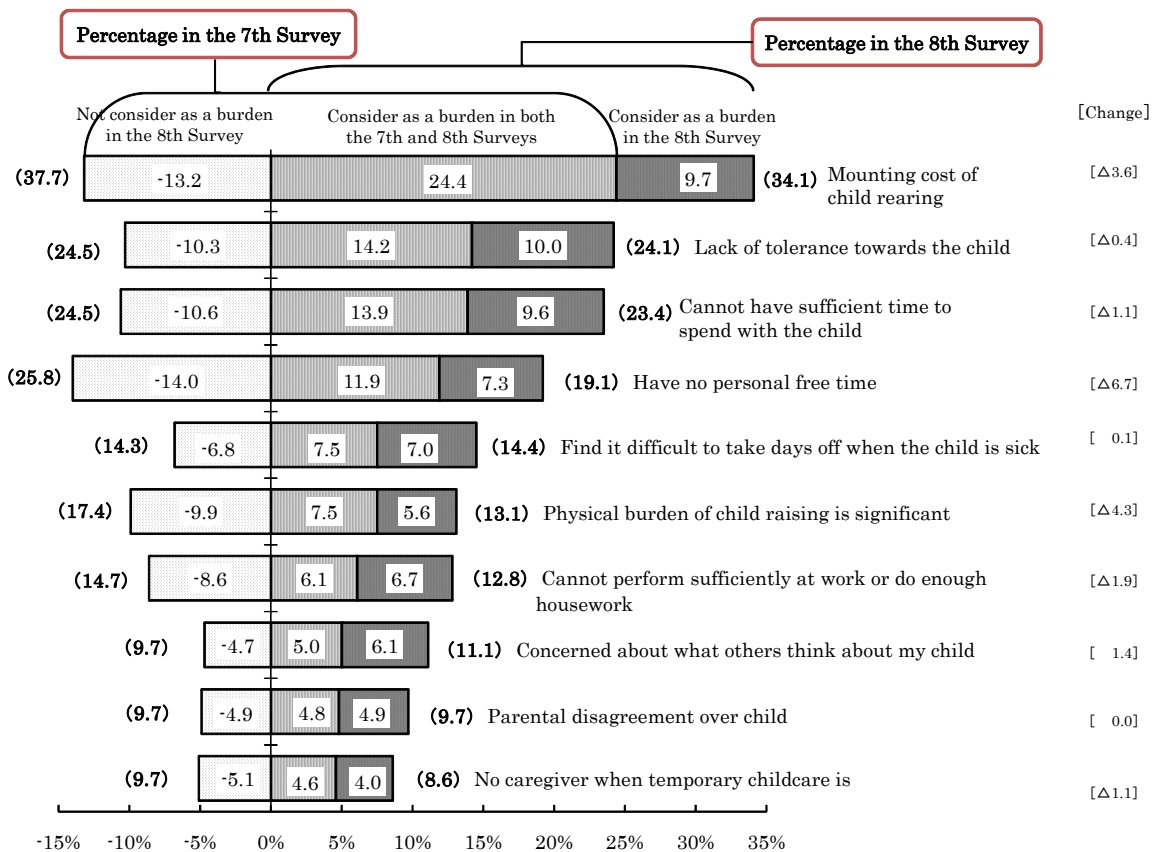 Percentage in the 7th Survey
Percentage in the 8th Survey
Not consider as a burden
in the 8th Survey
Consider as a burden in both
the 7th and 8th Surveys
Consider as a burden
in the 8th Survey
[Change]
(37.7) -13.2 24.4 9.7 (34.1) Mounting cost of
child rearing
[△3.6]
(24.5) -10.3 14.2 10.0 (24.1) Lack of tolerance towards the child [△0.4]
(24.5) -10.6 13.9 9.6 (23.4) Cannot have sufficient time to
spend with the child
[△1.1]
(25.8) -14.0 11.9 7.3 (19.1) Have no personal free time [△6.7]
(14.3) -6.8 7.5 7.0 (14.4) Find it difficult to take days off when the child is sick [ 0.1]
(17.4) -9.9 7.5 5.6 (13.1) Physical burden of child raising is significant [△4.3]
(14.7) -8.6 6.1 6.7 (12.8) Cannot perform sufficiently at work or do enough
housework
[△1.9]
(9.7) -4.7 5.0 6.1 (11.1) Concerned about what others think about my child [ 1.4]
(9.7) -4.9 4.8 4.9 (9.7) Parental disagreement over child [ 0.0]
(9.7) -5.1 4.6 4.0 (8.6) No caregiver when temporary childcare is [△1.1]
-15% -10% -5% 0% 5% 10% 15% 20% 25% 30% 35%